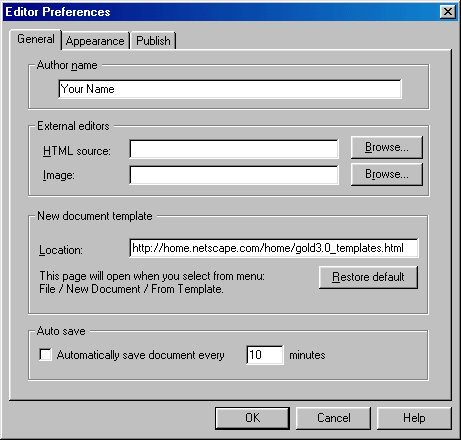 Editor Preferences
General Appearance Publish
Author name
Your Name
External editors
HTML source: Browse...
Image: Browse...
New document template
Location: http://home.netscape.com/home/gold3.0_templates.html
This page will open when you select from menu:
File / New Document / From Template.
Restore default
Auto save
Automatically save document every 10 minutes
OK Cancel Help